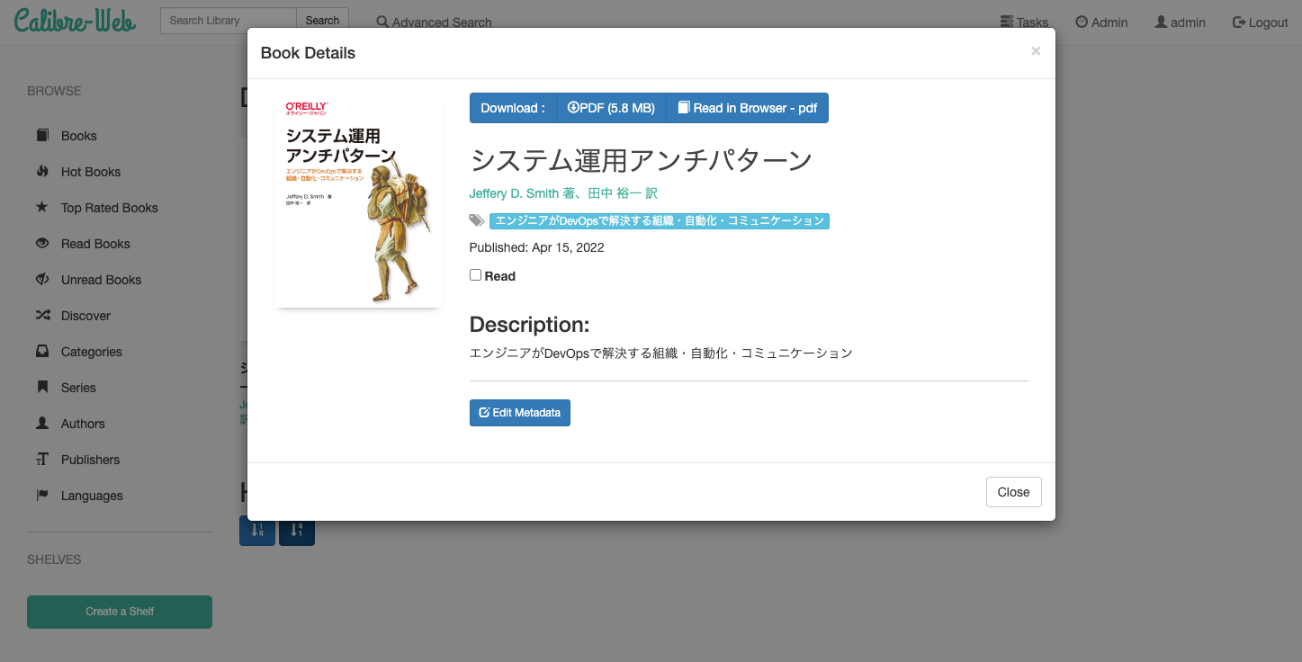 Calibre-Web
Search Library
Search
Advanced Search
Tasks
Admin
admin
Logout
Book Details
×
BROWSE
Books
Hot Books
Top Rated Books
Read Books
Unread Books
Discover
Categories
Series
Authors
Publishers
Languages
SHELVES
Create a Shelf
O'REILLY
オライリー・ジャパン
システム運用
アンチパターン
エンジニアがDevOpsで解決する
組織・自動化・コミュニケーション
Jeffery D. Smith 著
田中 裕一 訳
Download :
PDF (5.8 MB)
Read in Browser - pdf
システム運用アンチパターン
Jeffery D. Smith 著、田中 裕一 訳
エンジニアがDevOpsで解決する組織・自動化・コミュニケーション
Published: Apr 15, 2022
Read
Description:
エンジニアがDevOpsで解決する組織・自動化・コミュニケーション
Edit Metadata
Close